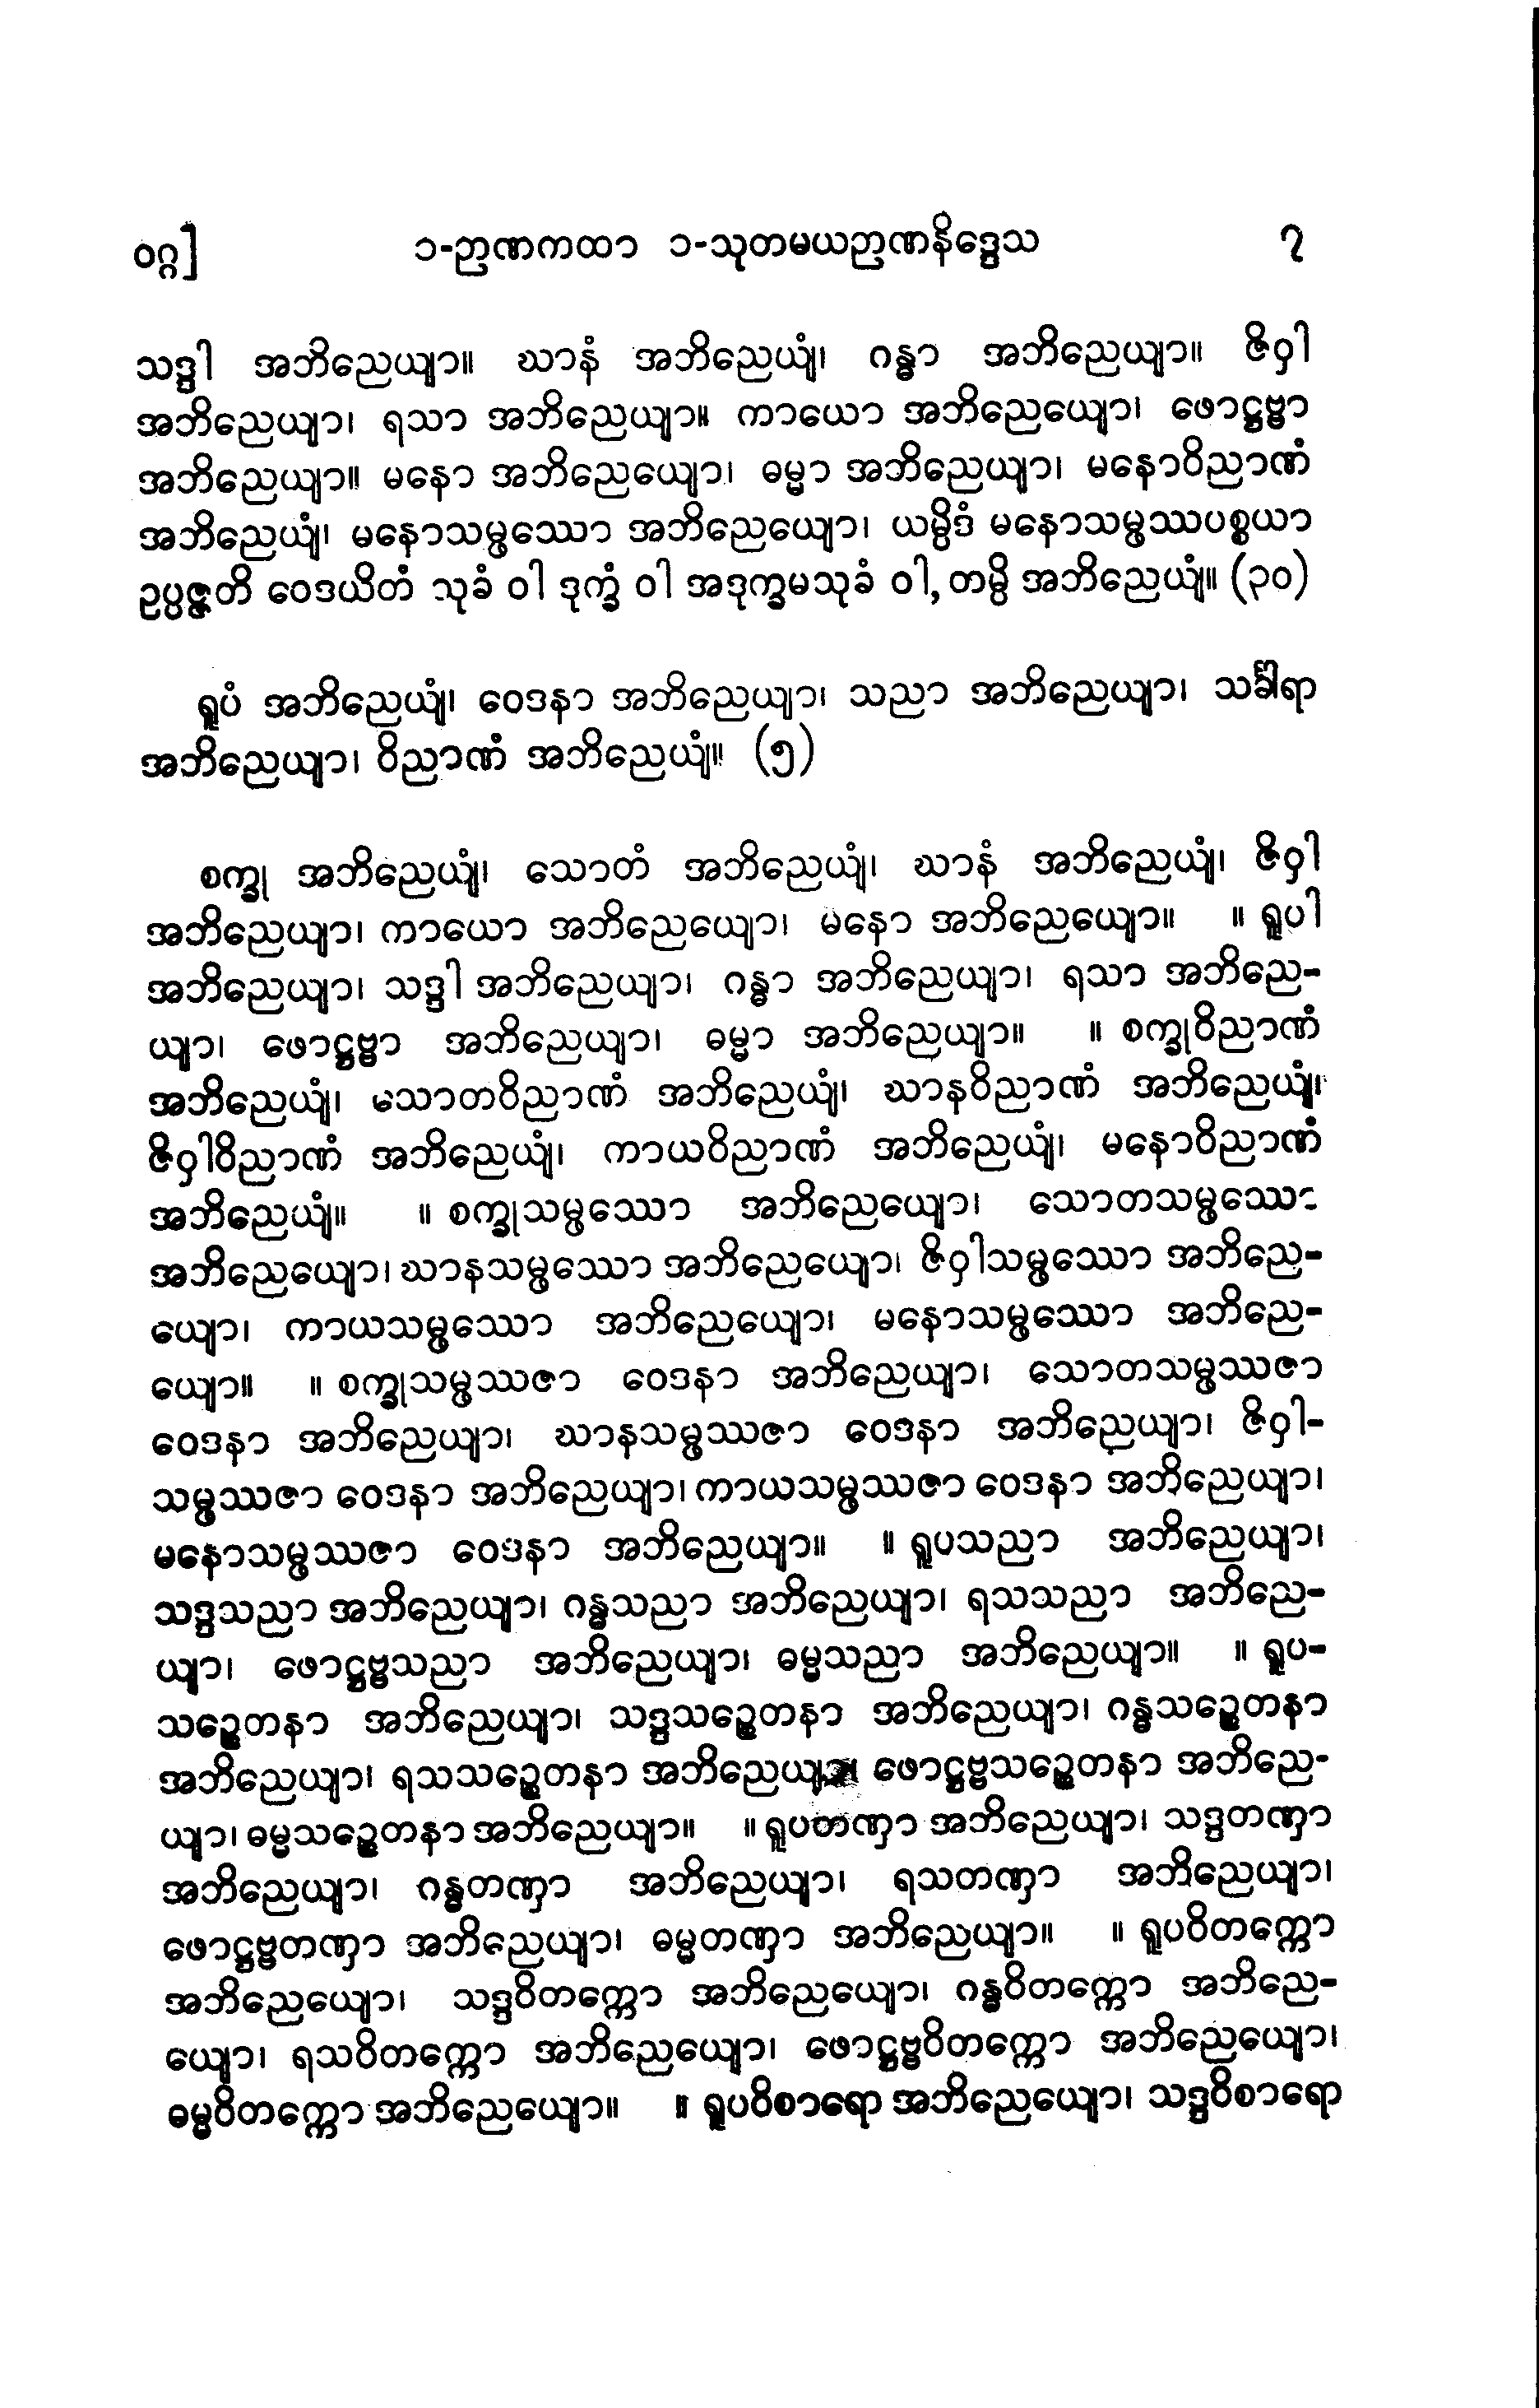 ဝဂ္ဂ]	၁-ဉာဏကထာ ၁-သုတမယဉာဏနိဒ္ဒေသ	၇
သဒ္ဒါ အဘိညေယျာ။ ဃာနံ အဘိညေယျံ၊ ဂန္ဓာ အဘိညေယျာ။ ဇိဝှါ
အဘိညေယျာ၊ ရသာ အဘိညေယျာ။ ကာယော အဘိညေယျော၊ ဖောဋ္ဌဗ္ဗာ
အဘိညေယျာ။ မနော အဘိညေယျော၊ ဓမ္မာ အဘိညေယျာ၊ မနောဝိညာဏံ
အဘိညေယျံ၊ မနောသမ္ဖဿော အဘိညေယျော၊ ယမ္ပိဒံ မနောသမ္ဖဿပစ္စယာ
ဥပ္ပဇ္ဇတိ ဝေဒယိတံ သုခံ ဝါ ဒုက္ခံ ဝါ အဒုက္ခမသုခံ ဝါ, တမ္ပိ အဘိညေယျံ။ (၃၀)
ရူပံ အဘိညေယျံ၊ ဝေဒနာ အဘိညေယျာ၊ သညာ အဘိညေယျာ၊ သင်္ခါရာ
အဘိညေယျာ၊ ဝိညာဏံ အဘိညေယျံ။ (၅)
စက္ခု အဘိညေယျံ၊ သောတံ အဘိညေယျံ၊ ဃာနံ အဘိညေယျံ၊ ဇိဝှါ
အဘိညေယျာ၊ ကာယော အဘိညေယျော၊ မနော အဘိညေယျော။ ။ ရူပါ
အဘိညေယျာ၊ သဒ္ဒါ အဘိညေယျာ၊ ဂန္ဓာ အဘိညေယျာ၊ ရသာ အဘိညေ-
ယျာ၊ ဖောဋ္ဌဗ္ဗာ အဘိညေယျာ၊ ဓမ္မာ အဘိညေယျာ။ ။ စက္ခုဝိညာဏံ
အဘိညေယျံ၊ သောတဝိညာဏံ အဘိညေယျံ၊ ဃာနဝိညာဏံ အဘိညေယျံ၊
ဇိဝှါဝိညာဏံ အဘိညေယျံ၊ ကာယဝိညာဏံ အဘိညေယျံ၊ မနောဝိညာဏံ
အဘိညေယျံ။ ။ စက္ခုသမ္ဖဿော အဘိညေယျော၊ သောတသမ္ဖဿော
အဘိညေယျော၊ ဃာနသမ္ဖဿော အဘိညေယျော၊ ဇိဝှါသမ္ဖဿော အဘိညေ-
ယျော၊ ကာယသမ္ဖဿော အဘိညေယျော၊ မနောသမ္ဖဿော အဘိညေ-
ယျော။ ။ စက္ခုသမ္ဖဿဇာ ဝေဒနာ အဘိညေယျာ၊ သောတသမ္ဖဿဇာ
ဝေဒနာ အဘိညေယျာ၊ ဃာနသမ္ဖဿဇာ ဝေဒနာ အဘိညေယျာ၊ ဇိဝှါ-
သမ္ဖဿဇာ ဝေဒနာ အဘိညေယျာ၊ ကာယသမ္ဖဿဇာ ဝေဒနာ အဘိညေယျာ၊
မနောသမ္ဖဿဇာ ဝေဒနာ အဘိညေယျာ။ ။ ရူပသညာ အဘိညေယျာ၊
သဒ္ဒသညာ အဘိညေယျာ၊ ဂန္ဓသညာ အဘိညေယျာ၊ ရသသညာ အဘိညေ-
ယျာ၊ ဖောဋ္ဌဗ္ဗသညာ အဘိညေယျာ၊ ဓမ္မသညာ အဘိညေယျာ။ ။ ရူပ-
သဉ္စေတနာ အဘိညေယျာ၊ သဒ္ဒသဉ္စေတနာ အဘိညေယျာ၊ ဂန္ဓသဉ္စေတနာ
အဘိညေယျာ၊ ရသသဉ္စေတနာ အဘိညေယျာ၊ ဖောဋ္ဌဗ္ဗသဉ္စေတနာ အဘိညေ-
ယျာ၊ ဓမ္မသဉ္စေတနာ အဘိညေယျာ။ ။ ရူပတဏှာ အဘိညေယျာ၊ သဒ္ဒတဏှာ
အဘိညေယျာ၊ ဂန္ဓတဏှာ အဘိညေယျာ၊ ရသတဏှာ အဘိညေယျာ၊
ဖောဋ္ဌဗ္ဗတဏှာ အဘိညေယျာ၊ ဓမ္မတဏှာ အဘိညေယျာ။ ။ ရူပဝိတက္ကော
အဘိညေယျော၊ သဒ္ဒဝိတက္ကော အဘိညေယျော၊ ဂန္ဓဝိတက္ကော အဘိညေ-
ယျော၊ ရသဝိတက္ကော အဘိညေယျော၊ ဖောဋ္ဌဗ္ဗဝိတက္ကော အဘိညေယျော၊
ဓမ္မဝိတက္ကော အဘိညေယျော။ ။ ရူပဝိစာရော အဘိညေယျော၊ သဒ္ဒဝိစာရော